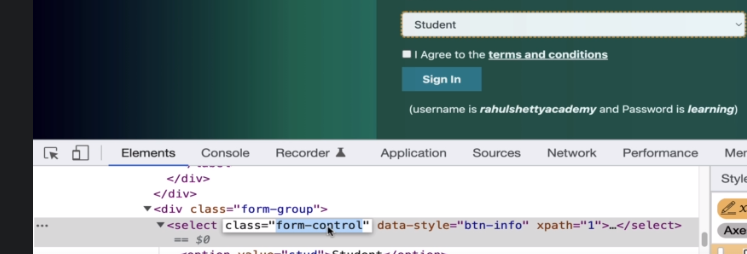 Student
I Agree to the terms and conditions
Sign In
(username is rahulshettyacademy and Password is learning)
Elements Console Recorder Application Sources Network Performance
</div>
</div>
▼<div class="form-group">
Style
··· ▼<select class="form-control" data-style="btn-info" xpath="1">…</select>
== $0
Axe
<option value="stud">Student</option>